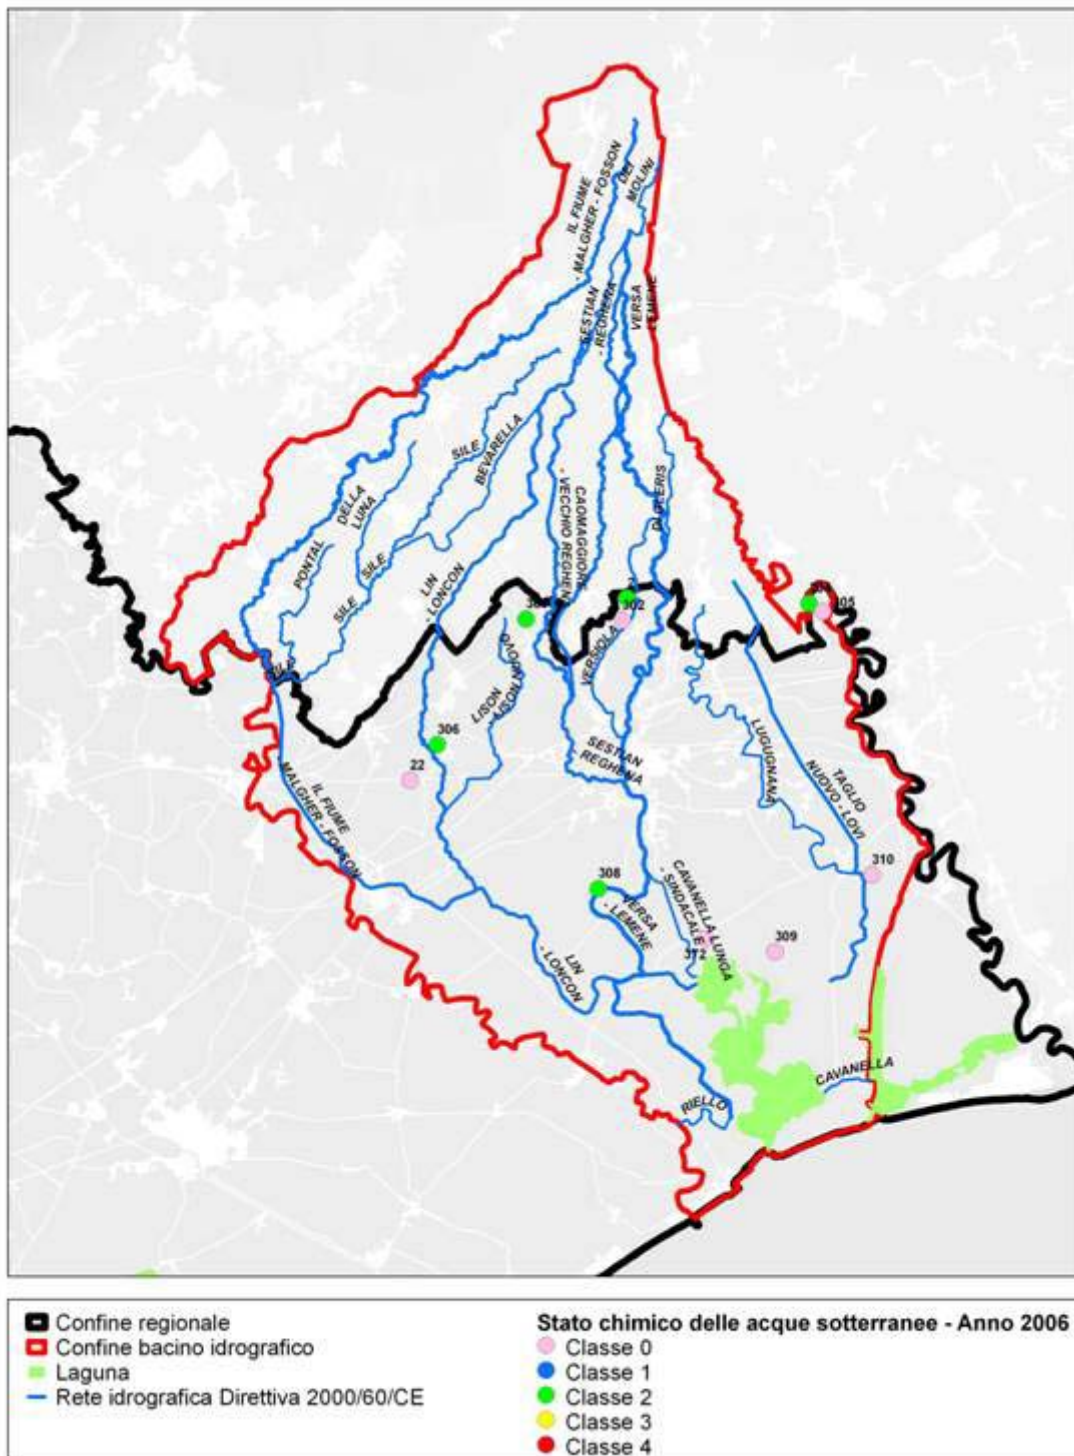 IL FIUME
- MALGHER - FOSSON
DEI
MOLINI
SESTIAN
- REGHENA
VERSA
LEMENE
SILE
BEVARELLA
DELLA
LUNA
PONTAL
SILE
SILE
LIN
- LONCON
CAOMAGGIORE
- VECCHIO REGHENA
302
VERSIOLA
LISON
LISON NUOVO
306
22
SESTIAN
REGHENA
LUGUGNANA
TAGLIO
NUOVO - LOVI
IL FIUME
MALGHER - FOSSON
310
308
VERSA
- LEMENE
CAVANELLA LUNGA
- SINDACALE
309
LIN
- LONCON
CAVANELLA
RIELLO
Confine regionale
Confine bacino idrografico
Laguna
Rete idrografica Direttiva 2000/60/CE
Stato chimico delle acque sotterranee - Anno 2006
Classe 0
Classe 1
Classe 2
Classe 3
Classe 4